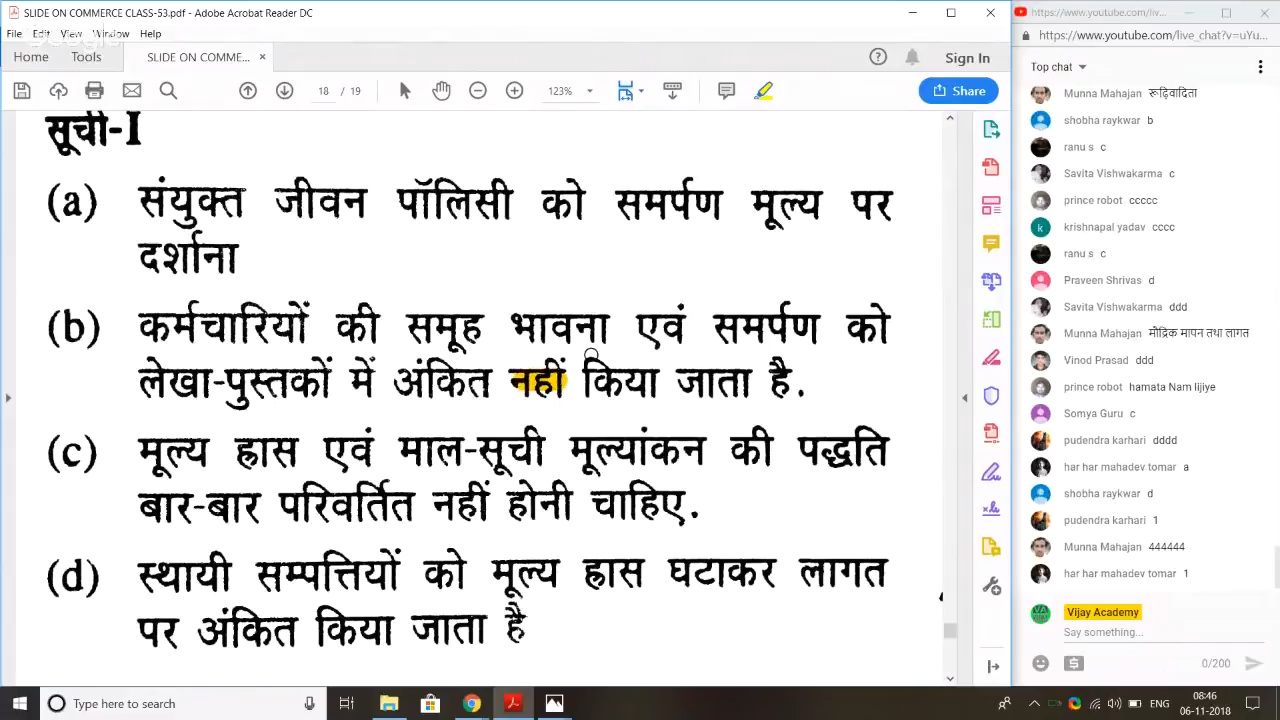 SLIDE ON COMMERCE CLASS-53.pdf - Adobe Acrobat Reader DC
File Edit View Window Help
Home Tools SLIDE ON COMME... × Sign In
18 / 19 123% Share
सूची-I
(a) संयुक्त जीवन पॉलिसी को समर्पण मूल्य पर
दर्शाना
(b) कर्मचारियों की समूह भावना एवं समर्पण को
लेखा-पुस्तकों में अंकित नहीं किया जाता है.
(c) मूल्य ह्रास एवं माल-सूची मूल्यांकन की पद्धति
बार-बार परिवर्तित नहीं होनी चाहिए.
(d) स्थायी सम्पत्तियों को मूल्य ह्रास घटाकर लागत
पर अंकित किया जाता है
https://www.youtube.com/liv...
https://www.youtube.com/live_chat?v=uYu...
Top chat
Munna Mahajan रूढ़िवादिता
shobha raykwar b
ranu s c
Savita Vishwakarma c
prince robot ccccc
k krishnapal yadav cccc
ranu s c
Praveen Shrivas d
Savita Vishwakarma ddd
Munna Mahajan मौद्रिक मापन तथा लागत
Vinod Prasad ddd
prince robot hamata Nam lijiye
Somya Guru c
pudendra karhari dddd
har har mahadev tomar a
shobha raykwar d
pudendra karhari 1
Munna Mahajan 444444
har har mahadev tomar 1
Vijay Academy
Say something...
0/200
Type here to search
ENG
08:46
06-11-2018